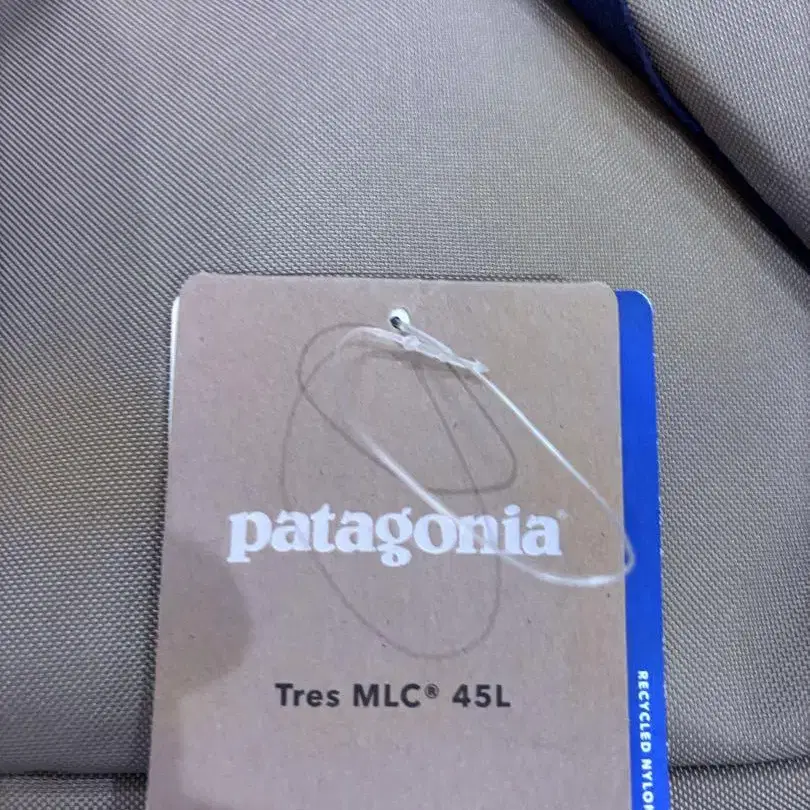 patagonia®
Tres MLC® 45L
RECYCLED NYLON